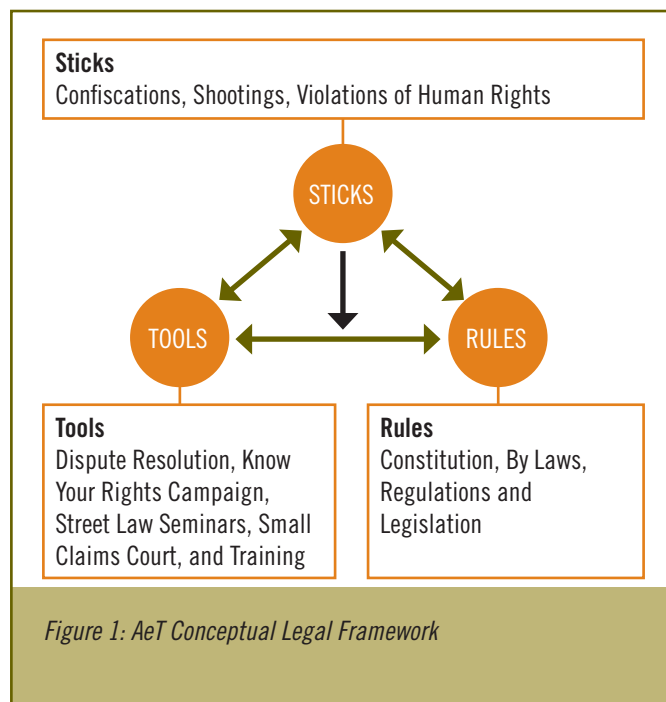 Sticks
Confiscations, Shootings, Violations of Human Rights
STICKS
TOOLS
RULES
Tools
Dispute Resolution, Know
Your Rights Campaign,
Street Law Seminars, Small
Claims Court, and Training
Rules
Constitution, By Laws,
Regulations and
Legislation
Figure 1: AeT Conceptual Legal Framework